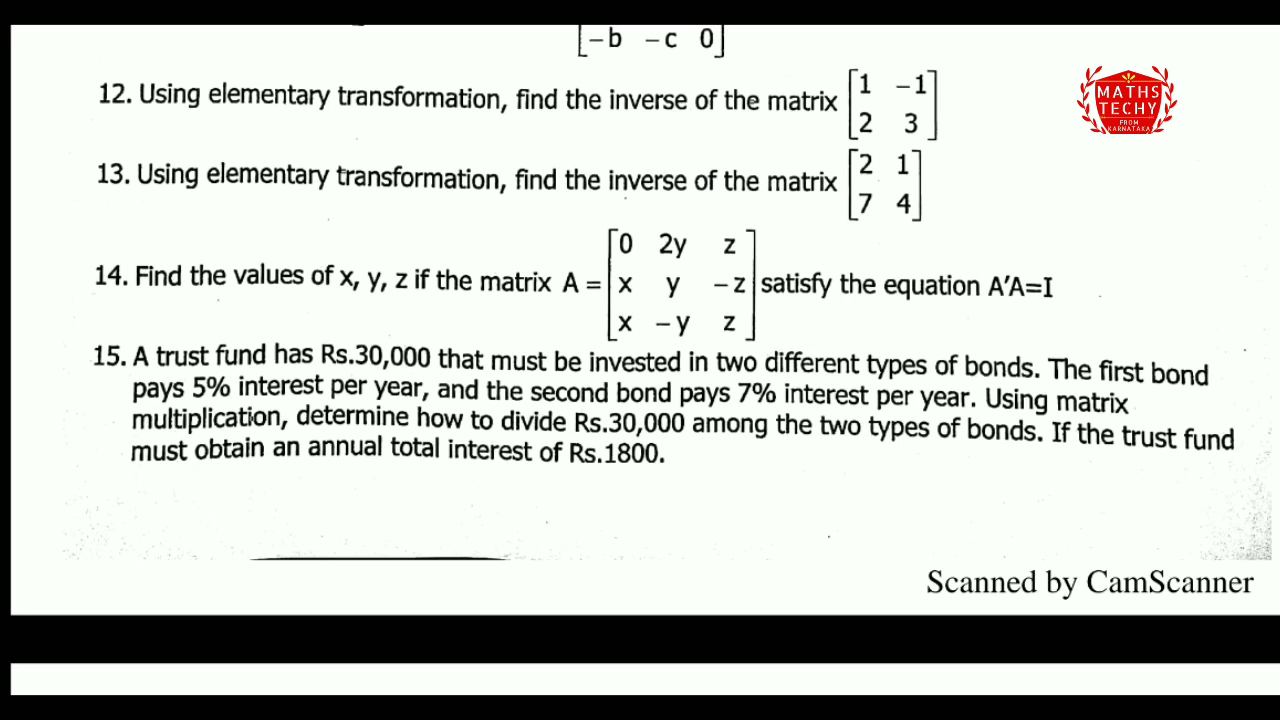 [-b -c 0]
12. Using elementary transformation, find the inverse of the matrix [1 -1
2 3]
MATHS
TECHY
FROM
KARNATAKA
13. Using elementary transformation, find the inverse of the matrix [2 1
7 4]
14. Find the values of x, y, z if the matrix A = [0 2y z
x y -z
x -y z] satisfy the equation A′A=I
15. A trust fund has Rs.30,000 that must be invested in two different types of bonds. The first bond
pays 5% interest per year, and the second bond pays 7% interest per year. Using matrix
multiplication, determine how to divide Rs.30,000 among the two types of bonds. If the trust fund
must obtain an annual total interest of Rs.1800.
Scanned by CamScanner